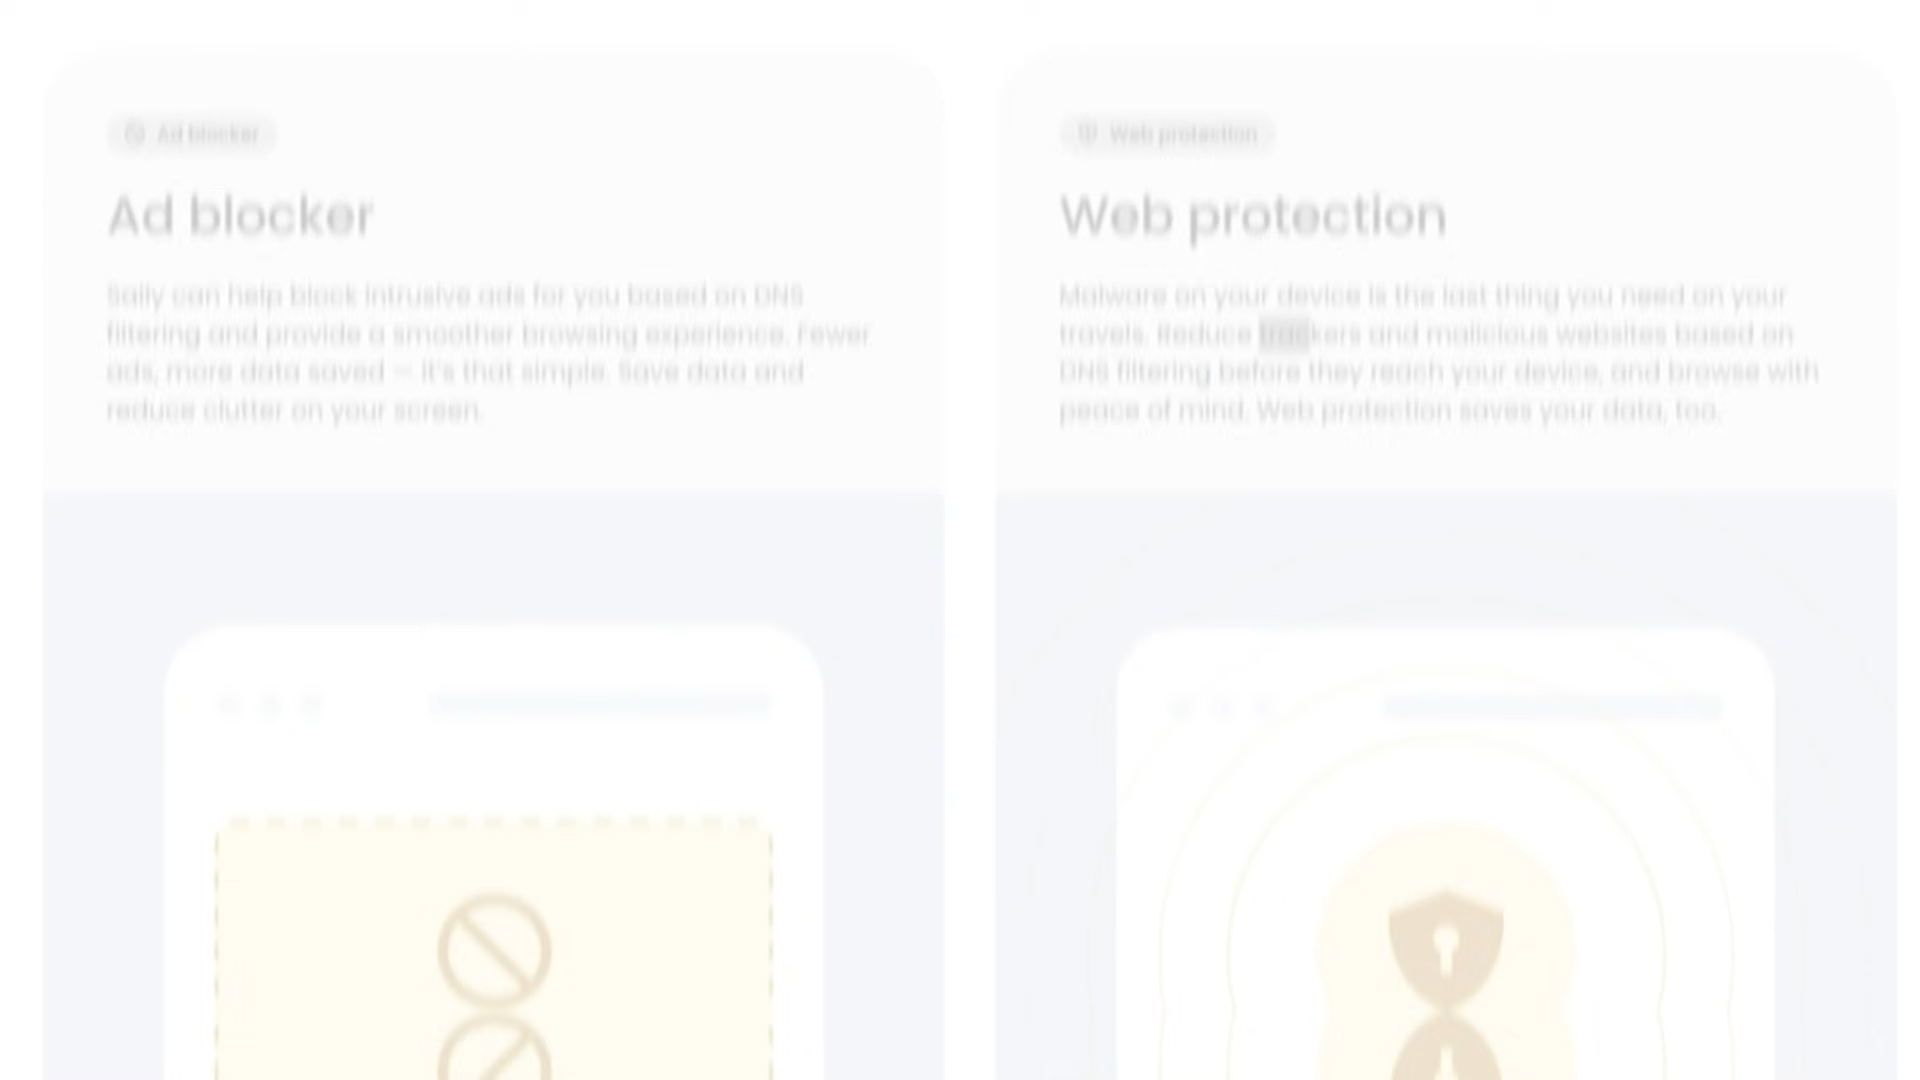 Ad blocker
Ad blocker
Saily can help block intrusive ads for you based on DNS
filtering and provide a smoother browsing experience. Fewer
ads, more data saved — it's that simple. Save data and
reduce clutter on your screen.
Web protection
Web protection
Malware on your device is the last thing you need on your
travels. Reduce trackers and malicious websites based on
DNS filtering before they reach your device, and browse with
peace of mind. Web protection saves your data, too.